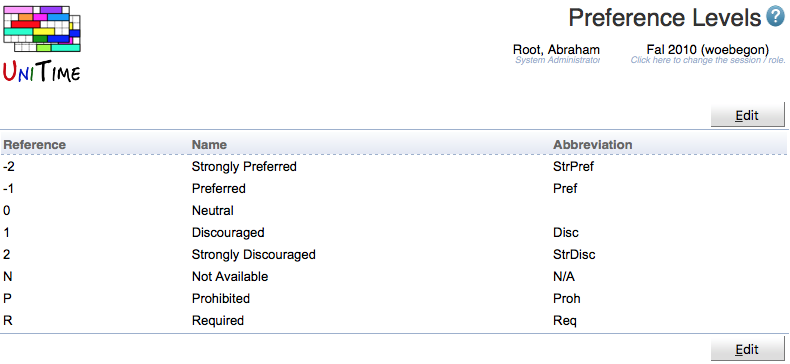 Preference Levels ?
UNITIME
Root, Abraham Fal 2010 (woebegon)
System Administrator Click here to change the session / role.
Edit
Reference Name Abbreviation
-2 Strongly Preferred StrPref
-1 Preferred Pref
0 Neutral
1 Discouraged Disc
2 Strongly Discouraged StrDisc
N Not Available N/A
P Prohibited Proh
R Required Req
Edit